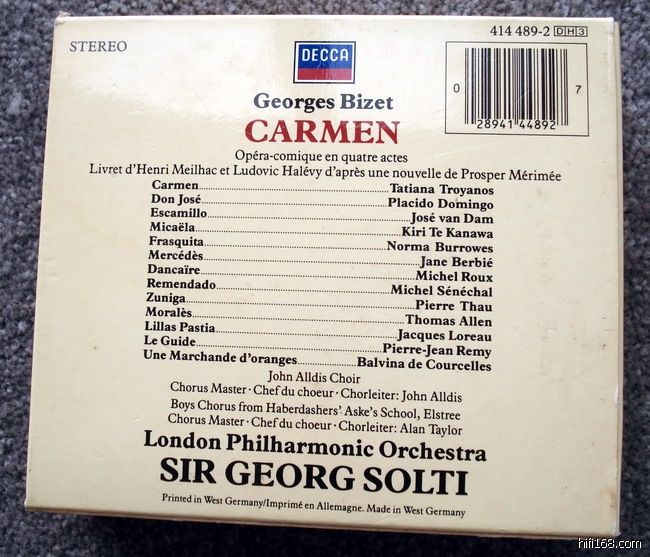 STEREO
414 489-2 DH3
DECCA
0 28941 44892 7
Georges Bizet
CARMEN
Opéra-comique en quatre actes
Livret d'Henri Meilhac et Ludovic Halévy d'après une nouvelle de Prosper Mérimée
Carmen Tatiana Troyanos
Don José Placido Domingo
Escamillo José van Dam
Micaëla Kiri Te Kanawa
Frasquita Norma Burrowes
Mercédès Jane Berbié
Dancaïre Michel Roux
Remendado Michel Sénéchal
Zuniga Pierre Thau
Moralès Thomas Allen
Lillas Pastia Jacques Loreau
Le Guide Pierre-Jean Remy
Une Marchande d'oranges Balvina de Courcelles
John Alldis Choir
Chorus Master · Chef du choeur · Chorleiter: John Alldis
Boys Chorus from Haberdashers' Aske's School, Elstree
Chorus Master · Chef du choeur · Chorleiter: Alan Taylor
London Philharmonic Orchestra
SIR GEORG SOLTI
Printed in West Germany/Imprimé en Allemagne. Made in West Germany
hifi168.com